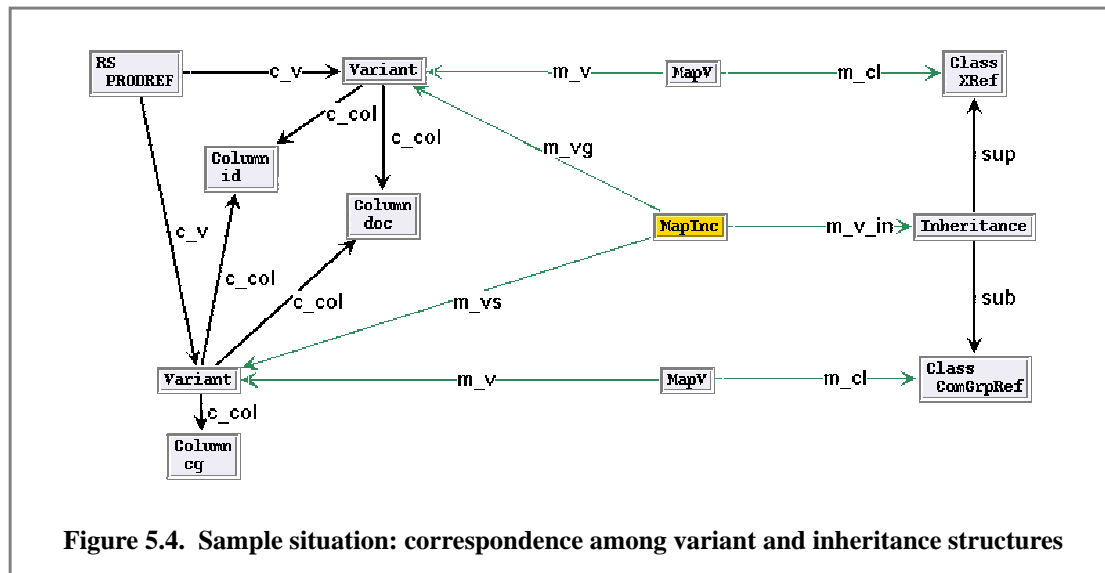 RS
PRODREF
c_v
Variant
m_v
MapV
m_cl
Class
XRef
c_col
c_col
Column
id
m_vg
sup
Column
doc
c_v
MapInc
m_v_in
Inheritance
c_col
c_col
m_vs
sub
Variant
m_v
MapV
m_cl
Class
ComGrpRef
c_col
Column
cg
Figure 5.4. Sample situation: correspondence among variant and inheritance structures